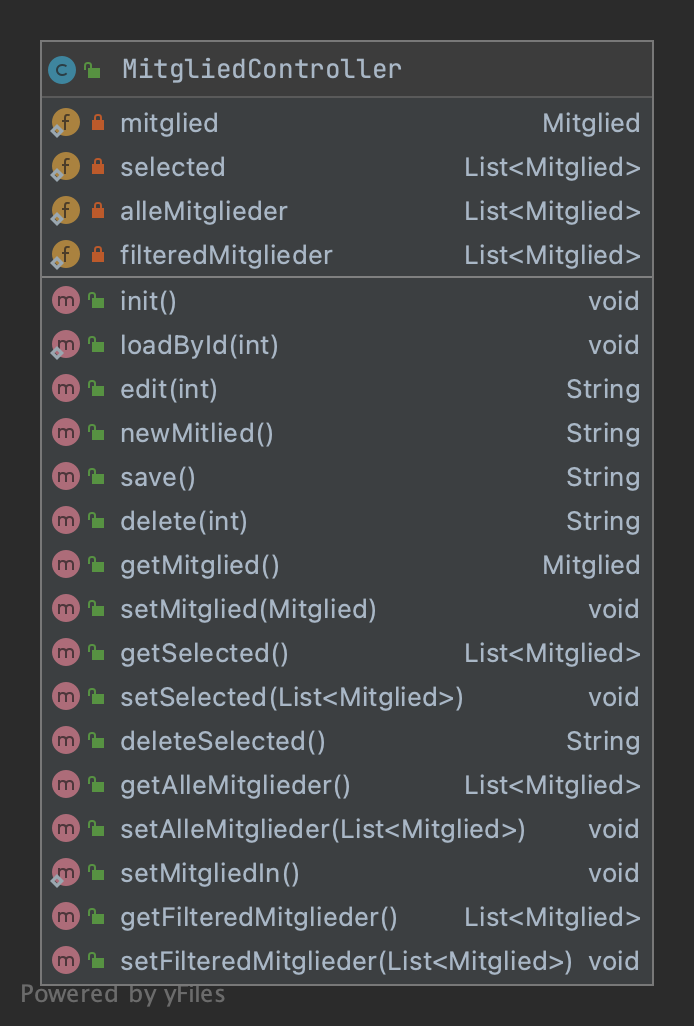 MitgliedController
mitglied Mitglied
selected List<Mitglied>
alleMitglieder List<Mitglied>
filteredMitglieder List<Mitglied>
init() void
loadById(int) void
edit(int) String
newMitlied() String
save() String
delete(int) String
getMitglied() Mitglied
setMitglied(Mitglied) void
getSelected() List<Mitglied>
setSelected(List<Mitglied>) void
deleteSelected() String
getAlleMitglieder() List<Mitglied>
setAlleMitglieder(List<Mitglied>) void
setMitgliedIn() void
getFilteredMitglieder() List<Mitglied>
setFilteredMitglieder(List<Mitglied>) void
Powered by yFiles